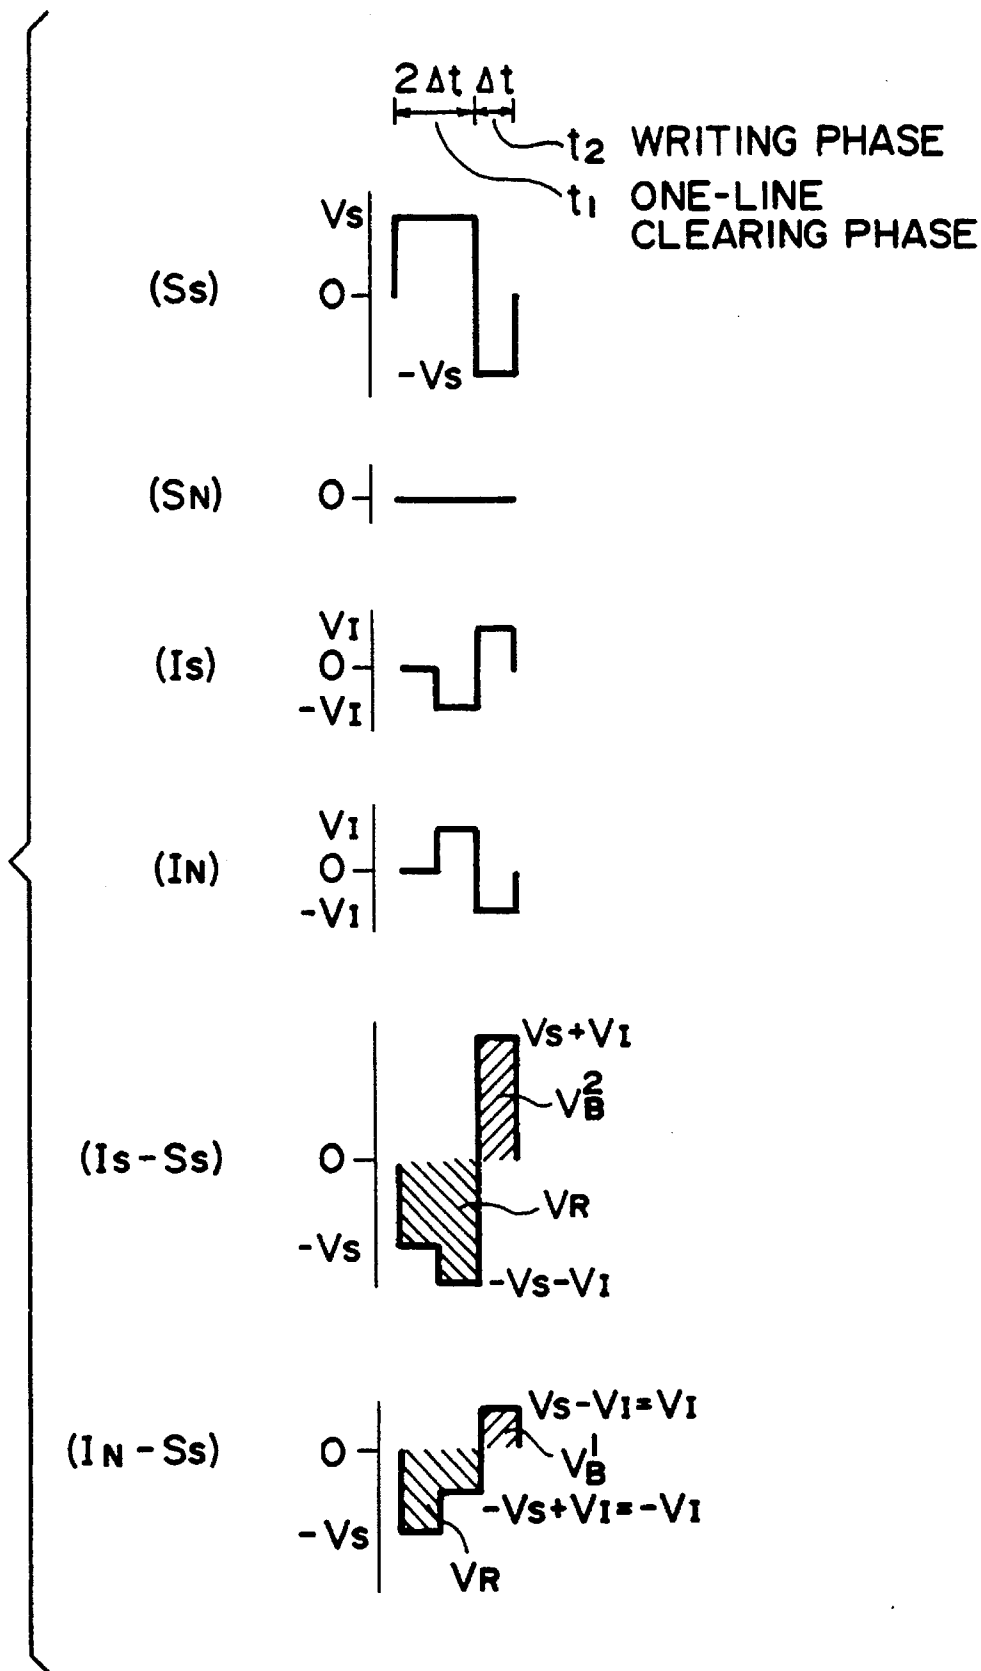 2Δt Δt
t2 WRITING PHASE
t1 ONE-LINE
CLEARING PHASE
Vs
(Ss) 0
-Vs
(SN) 0
VI
(Is) 0
-VI
VI
(IN) 0
-VI
Vs+VI
VB2
(Is-Ss) 0
VR
-Vs
-Vs-VI
Vs-VI=VI
(IN-Ss) 0
VB1
-Vs+VI=-VI
-Vs
VR